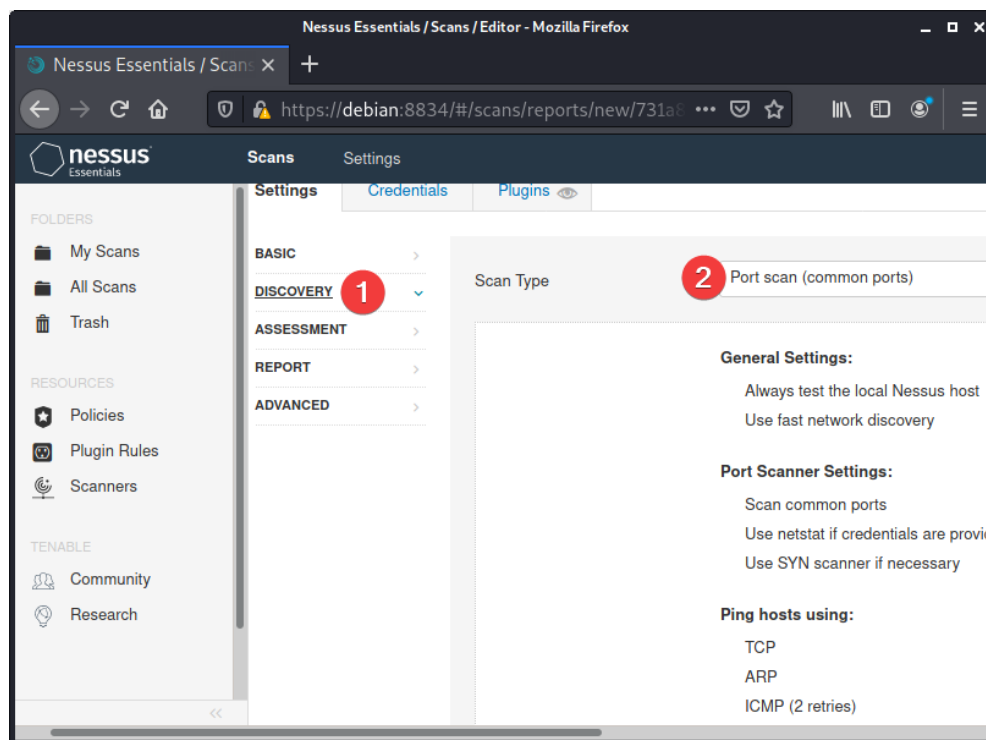 Nessus Essentials / Scans / Editor - Mozilla Firefox
Nessus Essentials / Scans
https://debian:8834/#/scans/reports/new/731a8
nessus
Essentials
Scans Settings
Settings Credentials Plugins
FOLDERS
My Scans
All Scans
Trash
RESOURCES
Policies
Plugin Rules
Scanners
TENABLE
Community
Research
BASIC
DISCOVERY 1
ASSESSMENT
REPORT
ADVANCED
Scan Type 2 Port scan (common ports)
General Settings:
Always test the local Nessus host
Use fast network discovery
Port Scanner Settings:
Scan common ports
Use netstat if credentials are provi
Use SYN scanner if necessary
Ping hosts using:
TCP
ARP
ICMP (2 retries)